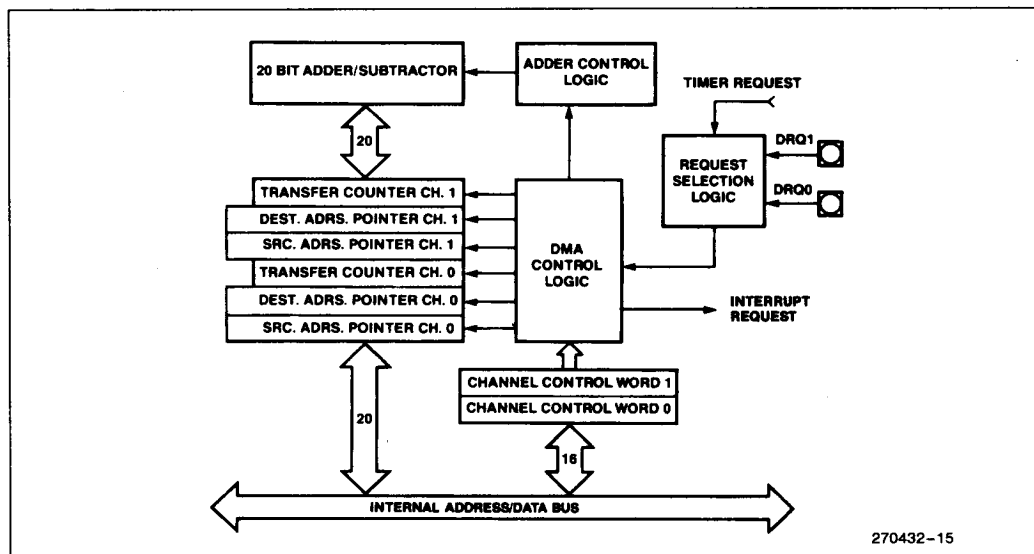 20 BIT ADDER/SUBTRACTOR
ADDER CONTROL
LOGIC
TIMER REQUEST
20
DRQ1
REQUEST
SELECTION
LOGIC
DRQ0
TRANSFER COUNTER CH. 1
DEST. ADRS. POINTER CH. 1
SRC. ADRS. POINTER CH. 1
TRANSFER COUNTER CH. 0
DEST. ADRS. POINTER CH. 0
SRC. ADRS. POINTER CH. 0
DMA
CONTROL
LOGIC
INTERRUPT
REQUEST
CHANNEL CONTROL WORD 1
CHANNEL CONTROL WORD 0
20
16
INTERNAL ADDRESS/DATA BUS
270432-15